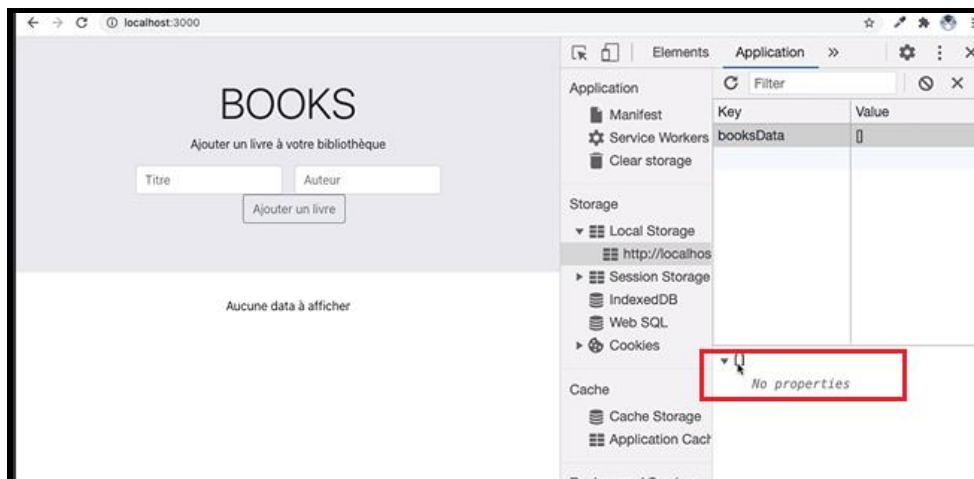 localhost:3000
BOOKS
Ajouter un livre à votre bibliothèque
Titre
Auteur
Ajouter un livre
Aucune data à afficher
Elements
Application
»
Application
Manifest
Service Workers
Clear storage
Storage
Local Storage
http://localhos
Session Storage
IndexedDB
Web SQL
Cookies
Cache
Cache Storage
Application Cach
Filter
Key Value
booksData []
[]
No properties